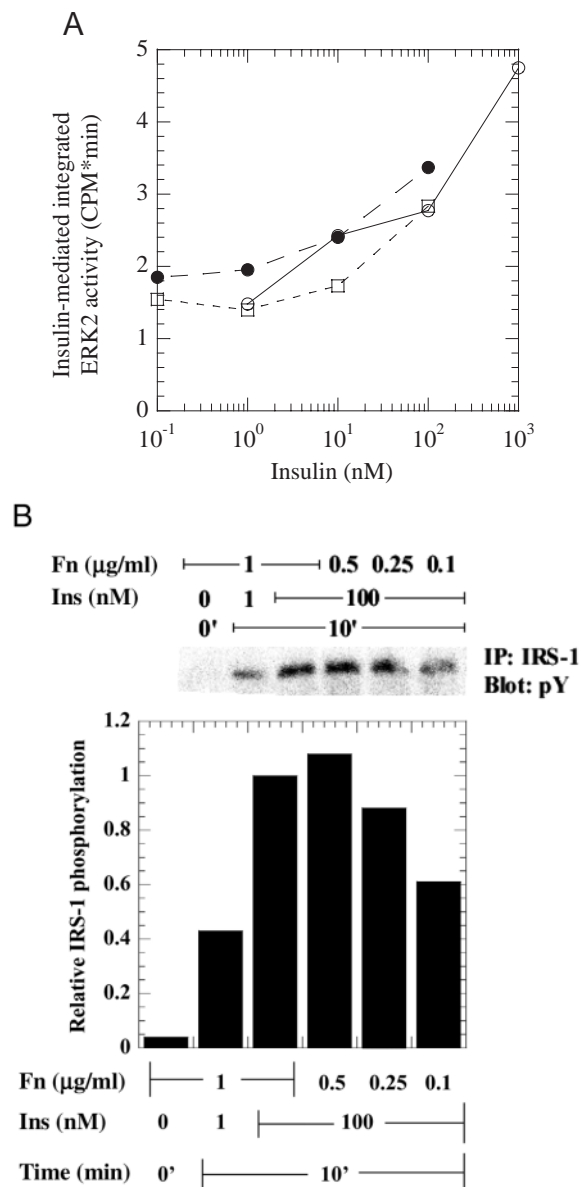 A
Insulin-mediated integrated
ERK2 activity (CPM*min)
5
4
3
2
1
0
10⁻¹ 10⁰ 10¹ 10² 10³
Insulin (nM)
B
Fn (μg/ml) 1 0.5 0.25 0.1
Ins (nM) 0 1 100
0' 10'
IP: IRS-1
Blot: pY
Relative IRS-1 phosphorylation
1.2
1
0.8
0.6
0.4
0.2
0
Fn (μg/ml) 1 0.5 0.25 0.1
Ins (nM) 0 1 100
Time (min) 0' 10'